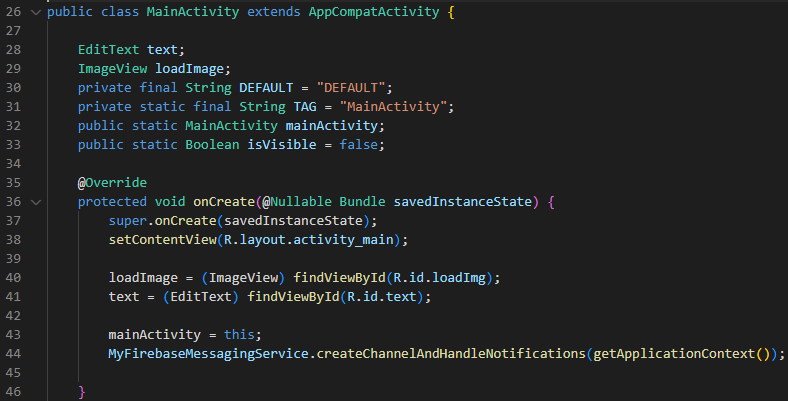 26 public class MainActivity extends AppCompatActivity {
27
28     EditText text;
29     ImageView loadImage;
30     private final String DEFAULT = "DEFAULT";
31     private static final String TAG = "MainActivity";
32     public static MainActivity mainActivity;
33     public static Boolean isVisible = false;
34
35     @Override
36     protected void onCreate(@Nullable Bundle savedInstanceState) {
37         super.onCreate(savedInstanceState);
38         setContentView(R.layout.activity_main);
39
40         loadImage = (ImageView) findViewById(R.id.loadImg);
41         text = (EditText) findViewById(R.id.text);
42
43         mainActivity = this;
44         MyFirebaseMessagingService.createChannelAndHandleNotifications(getApplicationContext());
45
46     }